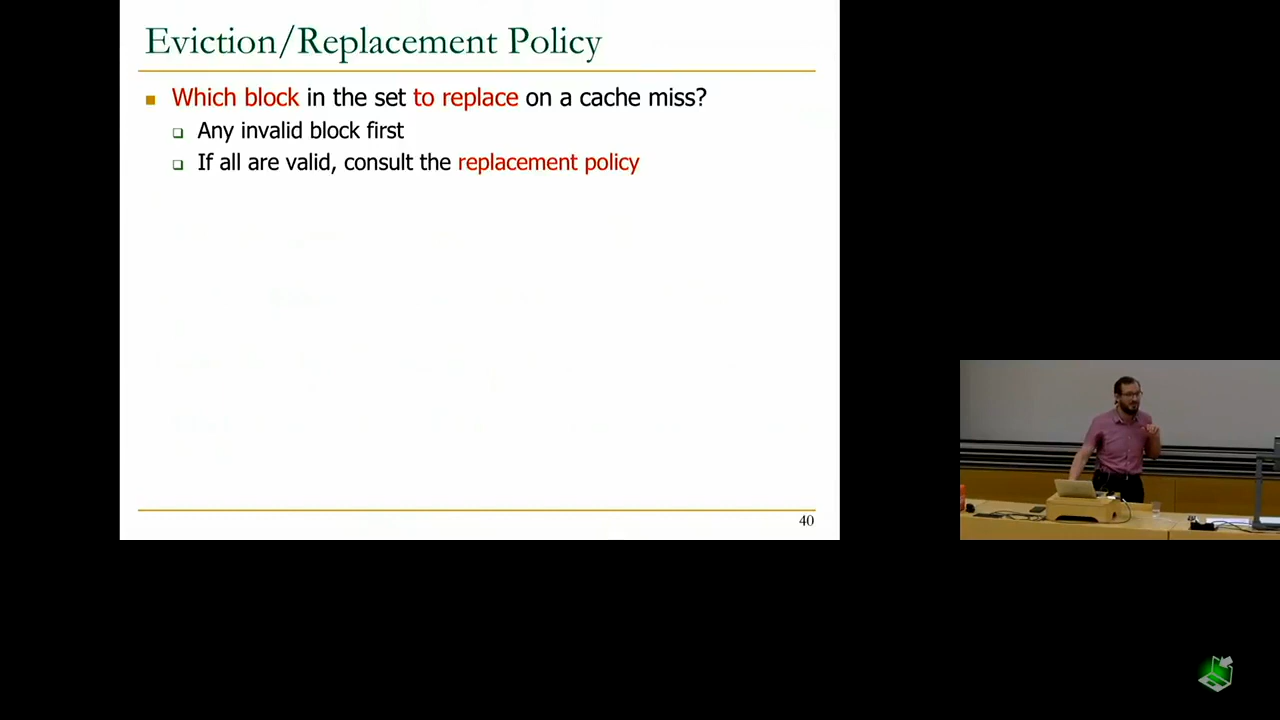 Eviction/Replacement Policy
Which block in the set to replace on a cache miss?
Any invalid block first
If all are valid, consult the replacement policy
40